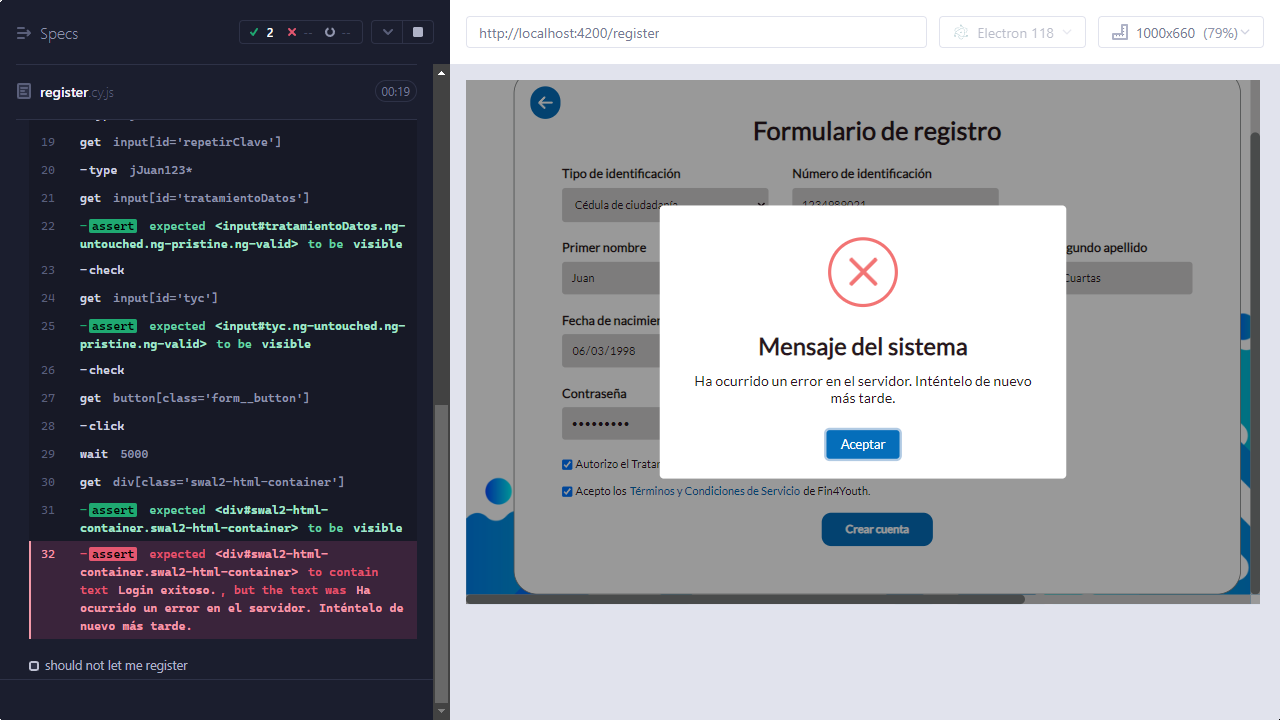 Specs
2
--
--
register.cy.js
00:19
19 get input[id='repetirClave']
20 -type jJuan123*
21 get input[id='tratamientoDatos']
22 -assert expected <input#tratamientoDatos.ng-
untouched.ng-pristine.ng-valid> to be visible
23 -check
24 get input[id='tyc']
25 -assert expected <input#tyc.ng-untouched.ng-
pristine.ng-valid> to be visible
26 -check
27 get button[class='form__button']
28 -click
29 wait 5000
30 get div[class='swal2-html-container']
31 -assert expected <div#swal2-html-
container.swal2-html-container> to be visible
32 -assert expected <div#swal2-html-
container.swal2-html-container> to contain
text Login exitoso., but the text was Ha
ocurrido un error en el servidor. Inténtelo de
nuevo más tarde.
should not let me register
http://localhost:4200/register
Electron 118
1000x660 (79%)
Formulario de registro
Tipo de identificación
Número de identificación
Cédula de ciudadanía
Primer nombre
gundo apellido
Juan
Cuartas
Fecha de nacimien
06/03/1998
Contraseña
Autorizo el Tratar
Acepto los Términos y Condiciones de Servicio de Fin4Youth.
Crear cuenta
Mensaje del sistema
Ha ocurrido un error en el servidor. Inténtelo de nuevo
más tarde.
Aceptar